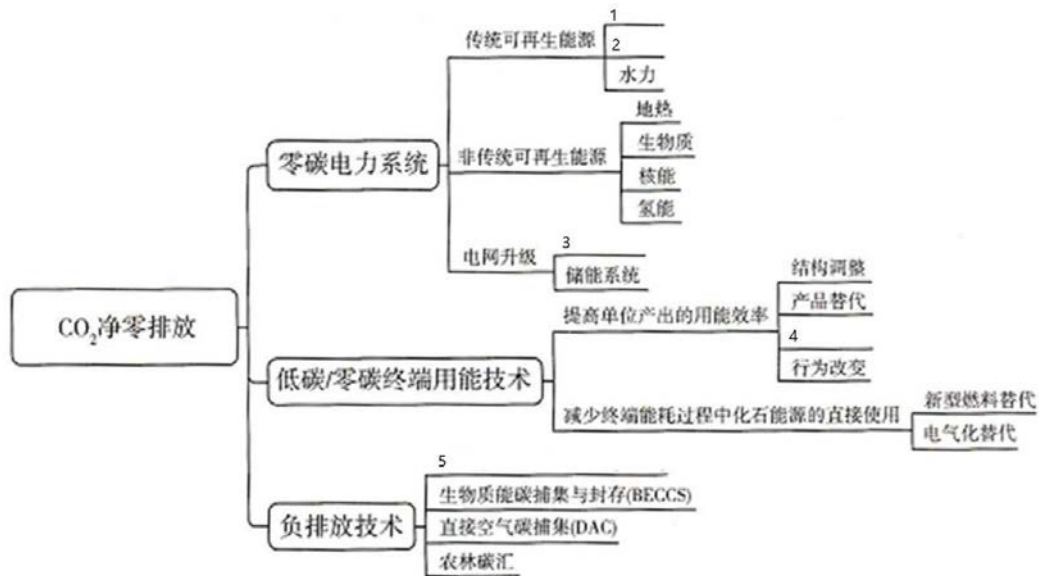 1
传统可再生能源
2
水力
地热
零碳电力系统
非传统可再生能源
生物质
核能
氢能
电网升级
3
储能系统
CO₂净零排放
结构调整
提高单位产出的用能效率
产品替代
4
行为改变
低碳/零碳终端用能技术
减少终端能耗过程中化石能源的直接使用
新型燃料替代
电气化替代
5
生物质能碳捕集与封存(BECCS)
负排放技术
直接空气碳捕集(DAC)
农林碳汇